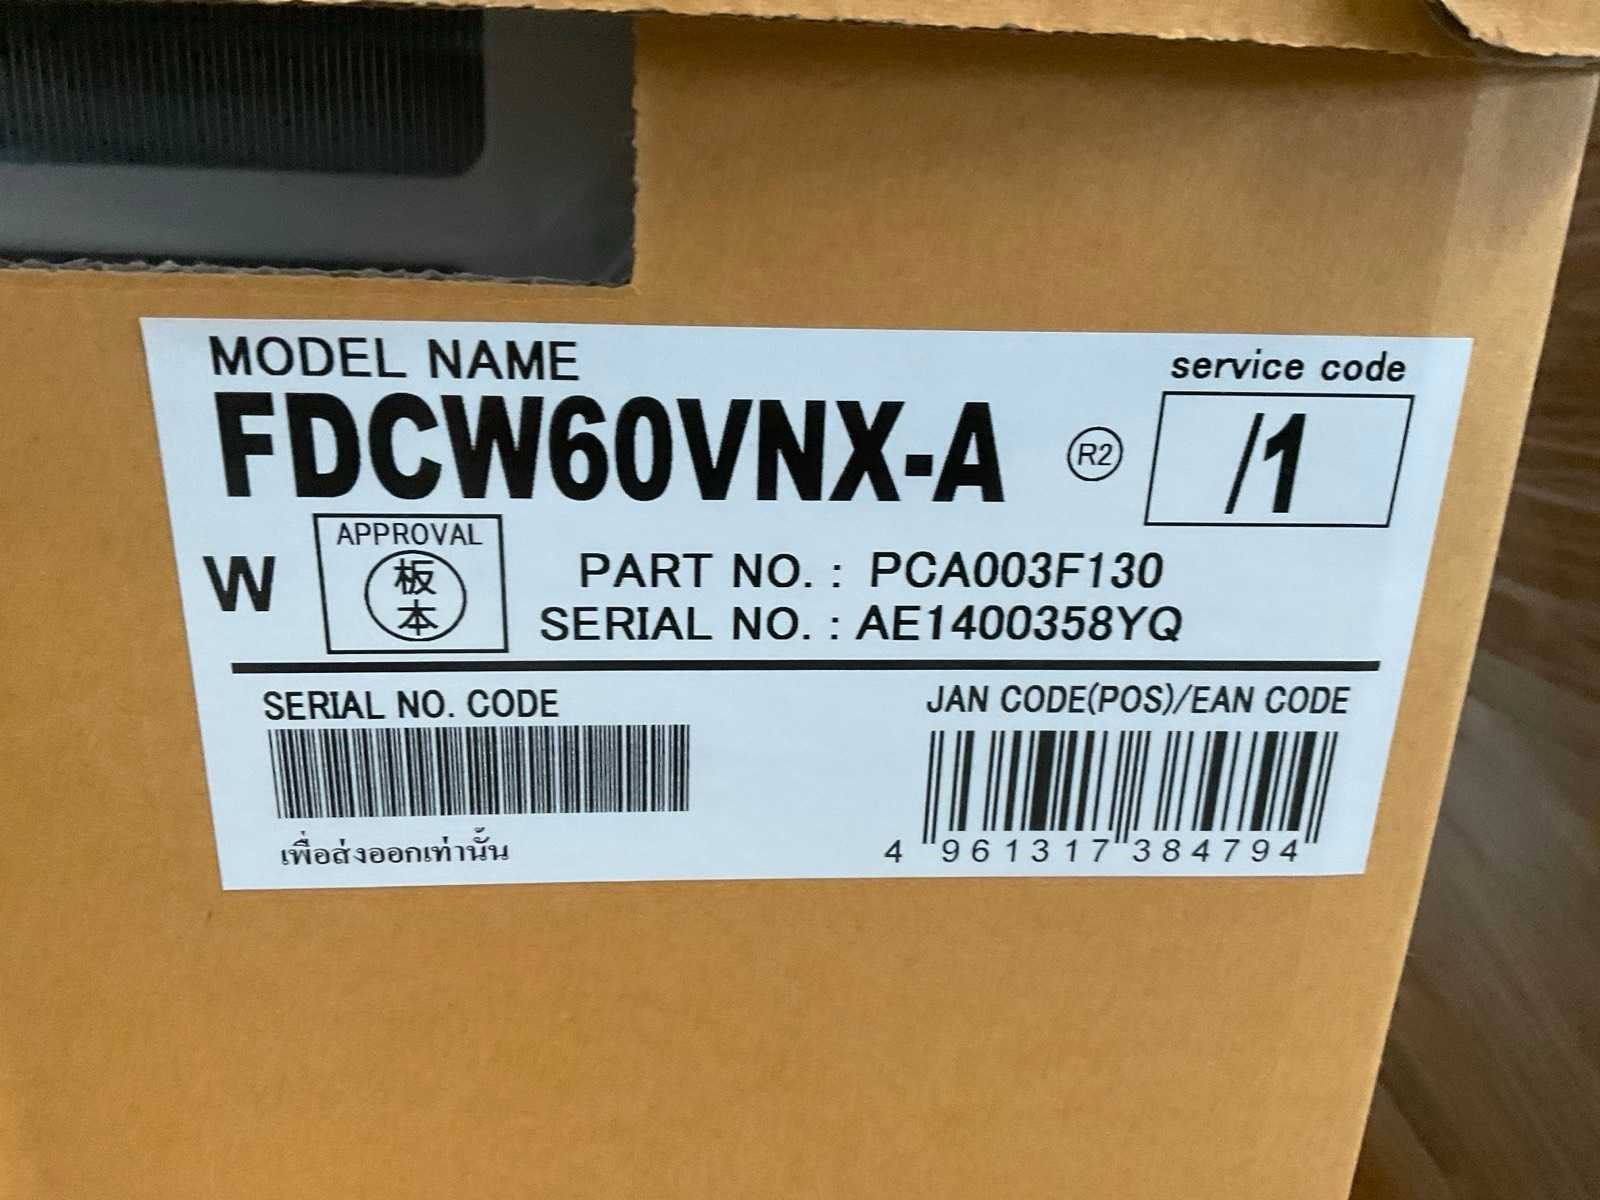 MODEL NAME
service code
FDCW60VNX-A
R2
/1
W
APPROVAL
板
本
PART NO. : PCA003F130
SERIAL NO. : AE1400358YQ
SERIAL NO. CODE
JAN CODE(POS)/EAN CODE
เพื่อส่งออกเท่านั้น
4 961317 384794